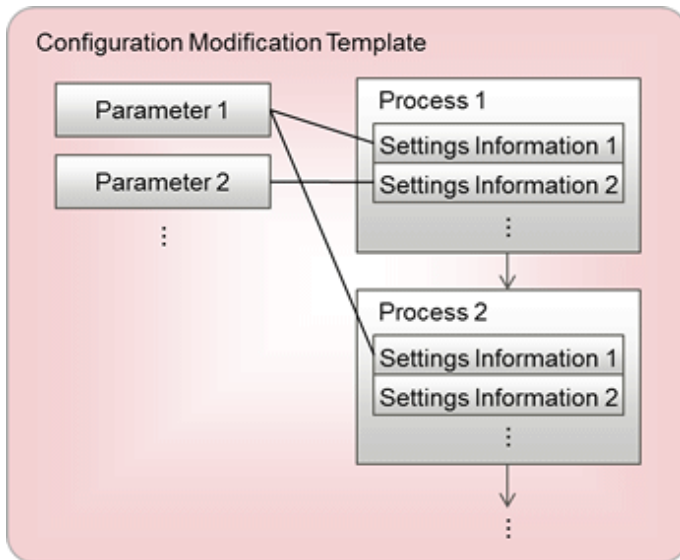 Configuration Modification Template
Parameter 1
Parameter 2
⋮
Process 1
Settings Information 1
Settings Information 2
⋮
Process 2
Settings Information 1
Settings Information 2
⋮
⋮